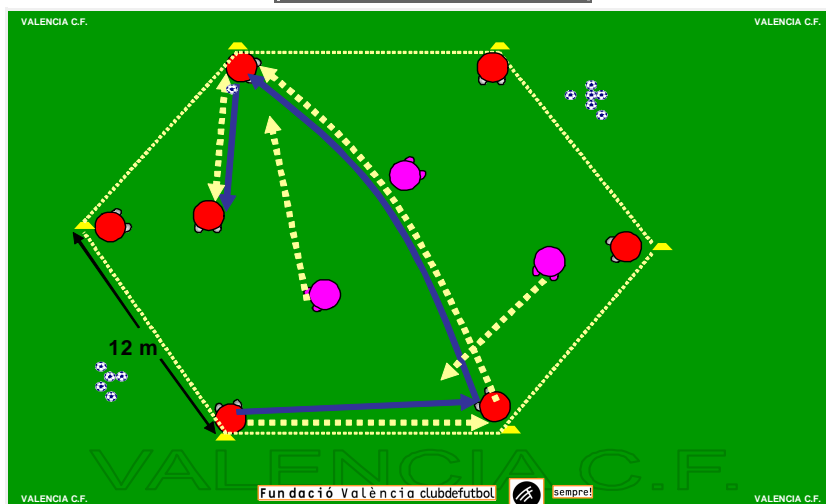 VALENCIA C.F.
VALENCIA C.F.
12 m
VALENCIA C.F.
VALENCIA C.F.
Fundació València clubdefutbol
sempre!
VALENCIA C.F.